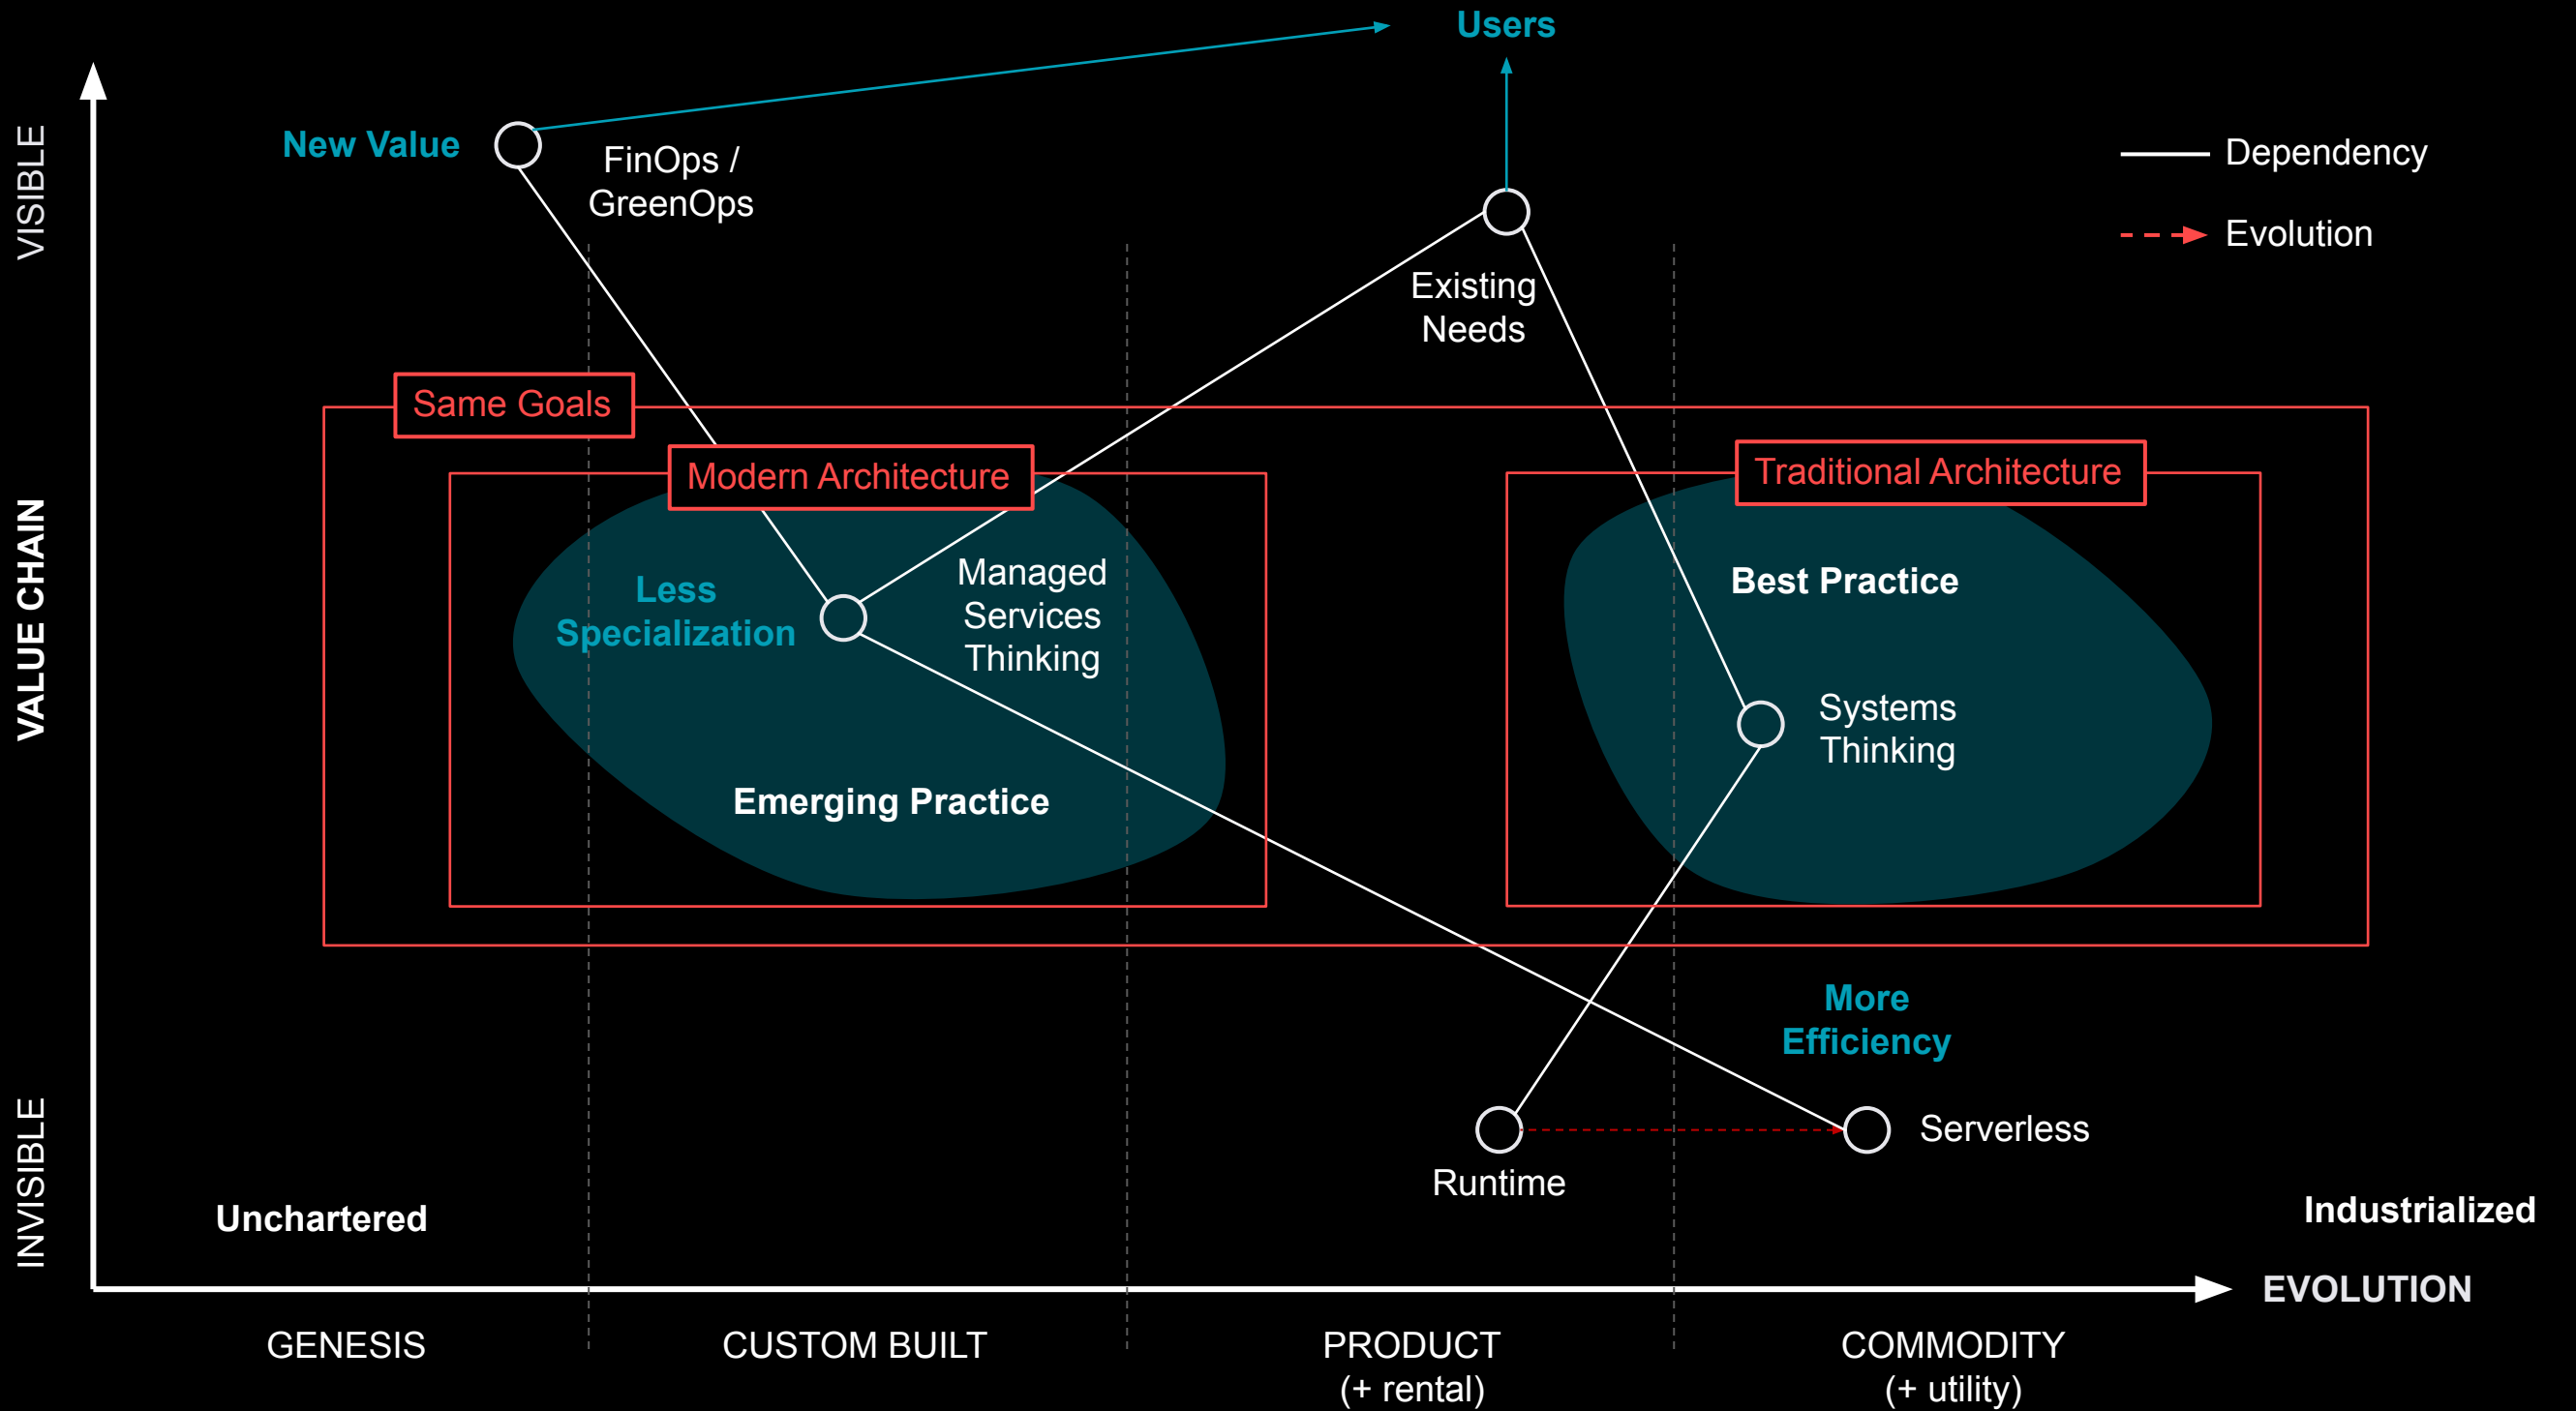 Users
New Value
FinOps /
GreenOps
Dependency
Evolution
VISIBLE
Existing
Needs
Same Goals
Modern Architecture
Traditional Architecture
VALUE CHAIN
Less
Specialization
Managed
Services
Thinking
Best Practice
Systems
Thinking
Emerging Practice
More
Efficiency
Serverless
Runtime
INVISIBLE
Unchartered
Industrialized
EVOLUTION
GENESIS
CUSTOM BUILT
PRODUCT
(+ rental)
COMMODITY
(+ utility)